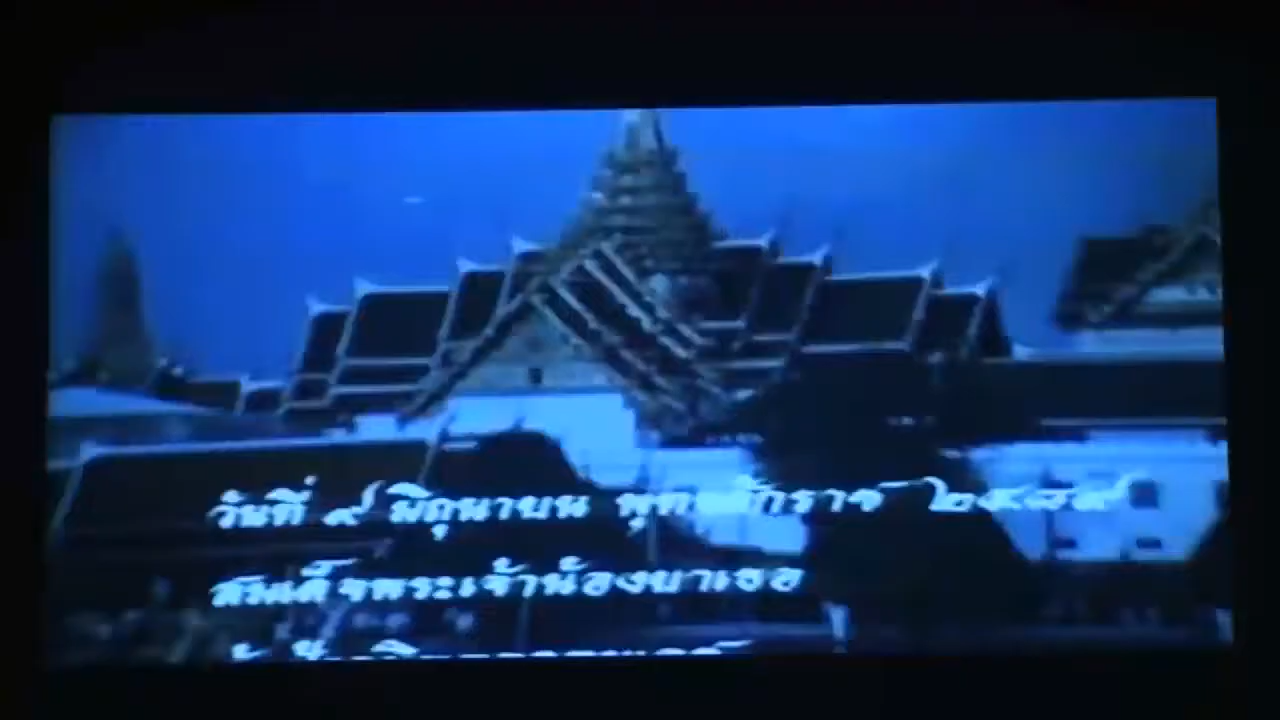 วันที่ ๙ มิถุนายน พุทธศักราช ๒๔๘๙
สมเด็จพระเจ้าน้องยาเธอ